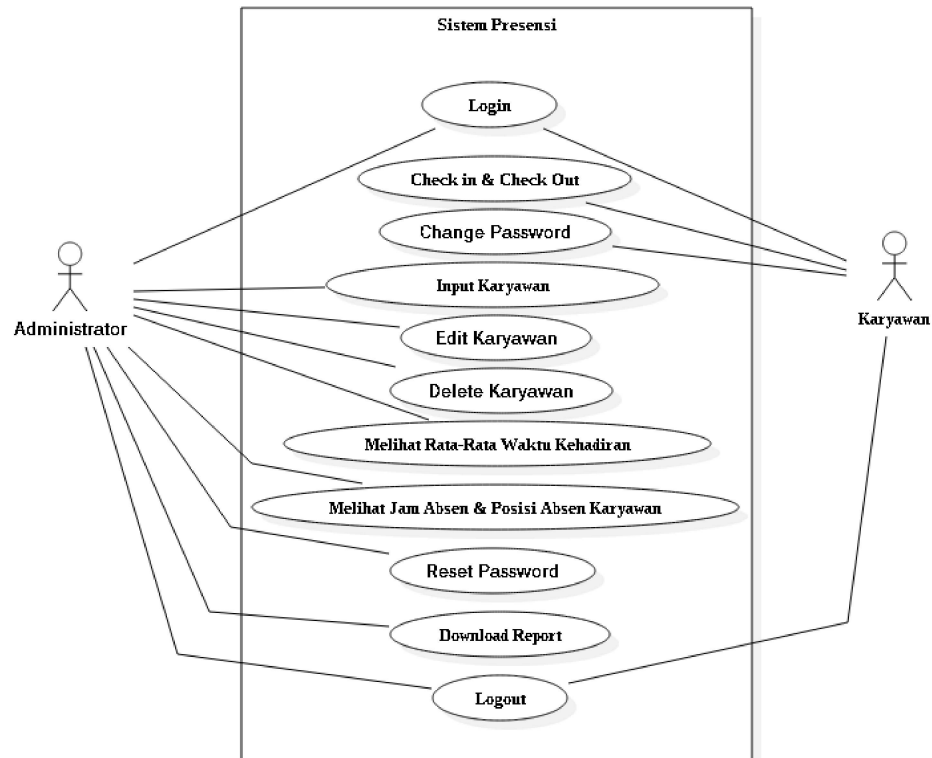 Sistem Presensi
Login
Check in & Check Out
Change Password
Input Karyawan
Administrator
Karyawan
Edit Karyawan
Delete Karyawan
Melihat Rata-Rata Waktu Kehadiran
Melihat Jam Absen & Posisi Absen Karyawan
Reset Password
Download Report
Logout